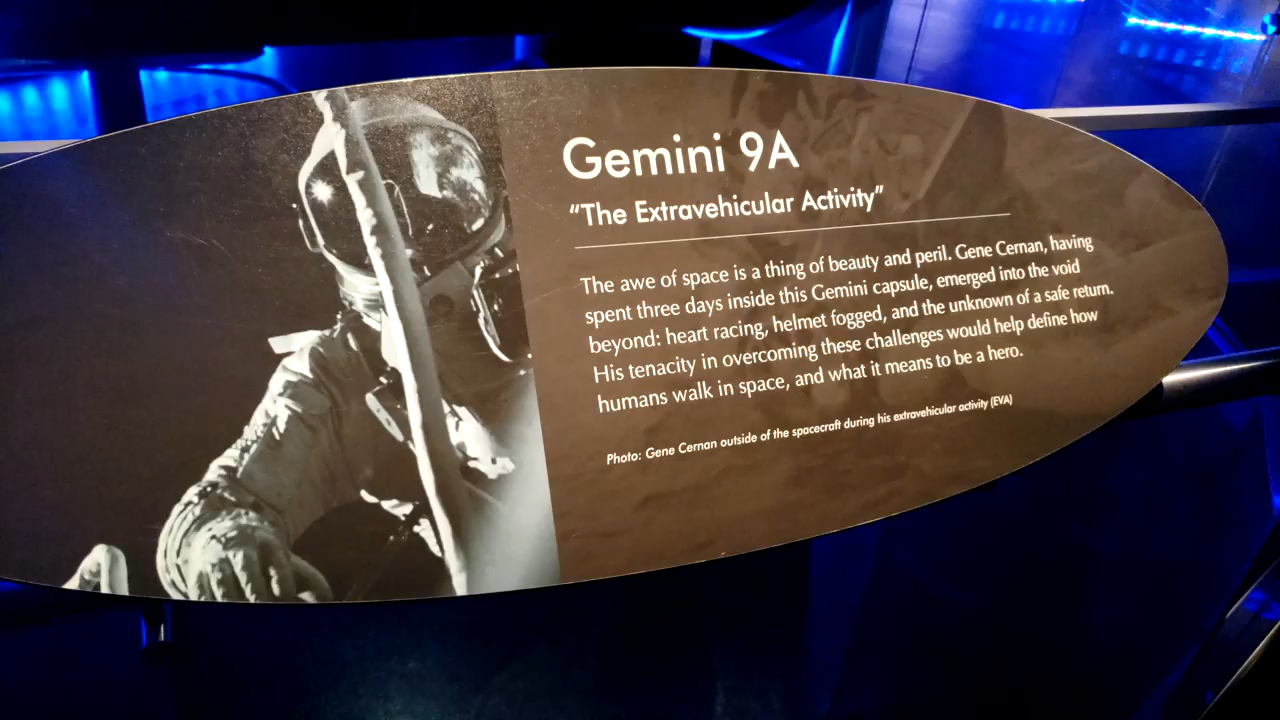 Gemini 9A
“The Extravehicular Activity”
The awe of space is a thing of beauty and peril. Gene Cernan, having
spent three days inside this Gemini capsule, emerged into the void
beyond: heart racing, helmet fogged, and the unknown of a safe return.
His tenacity in overcoming these challenges would help define how
humans walk in space, and what it means to be a hero.
Photo: Gene Cernan outside of the spacecraft during his extravehicular activity (EVA)